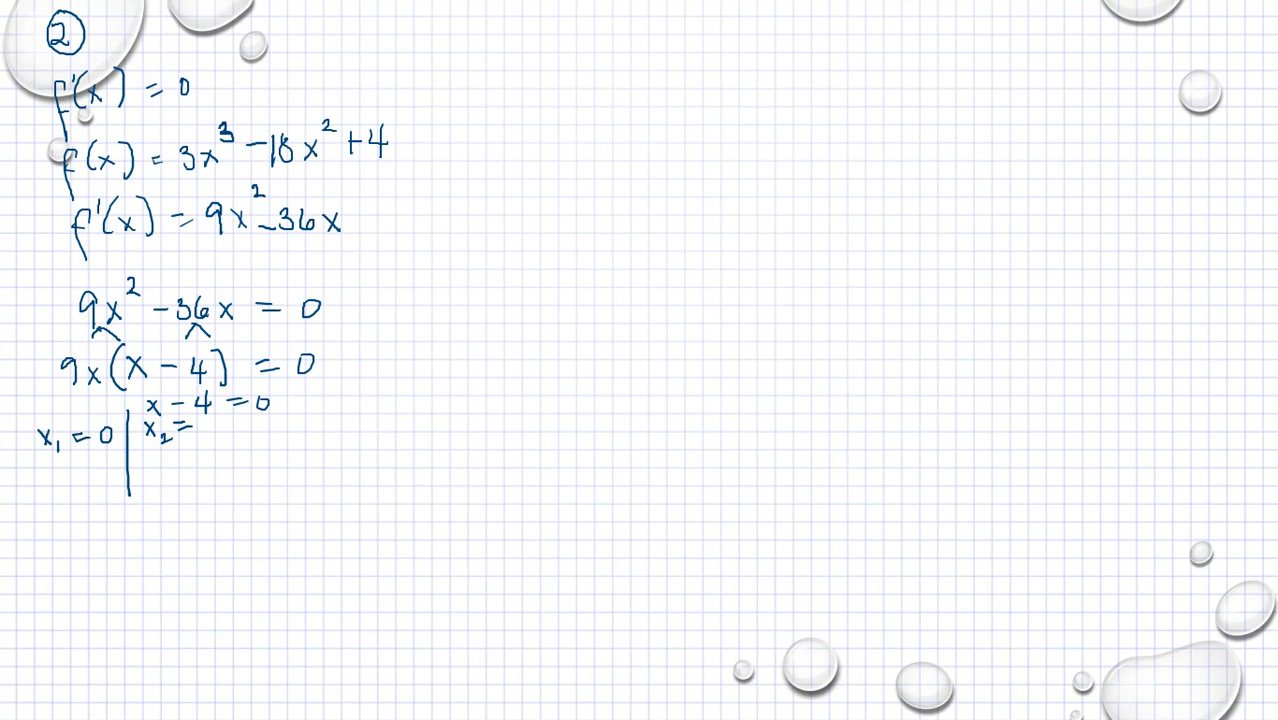 2
f'(x) = 0
f(x) = 3x³ - 18x² + 4
f'(x) = 9x² - 36x
9x² - 36x = 0
9x(x - 4) = 0
x - 4 = 0
x₁ = 0 | x₂ =